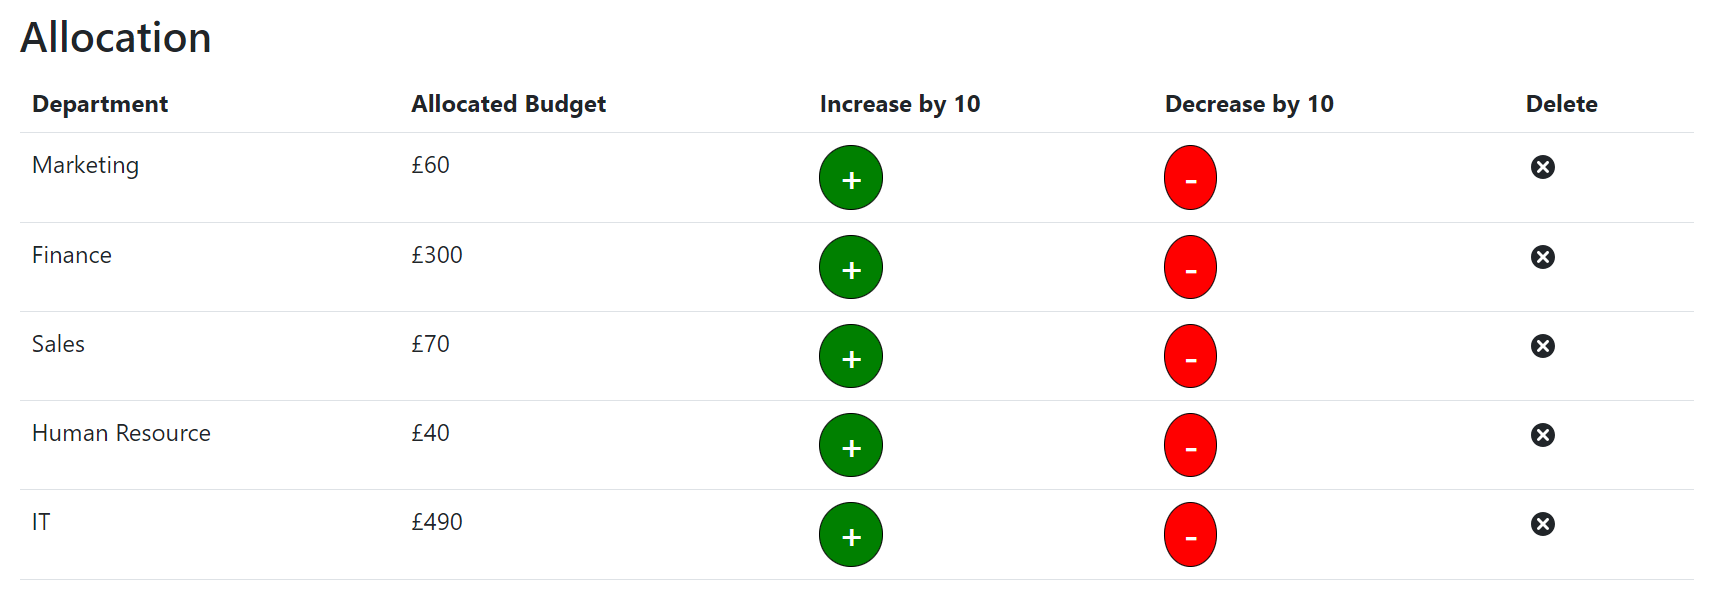 Allocation
Department Allocated Budget Increase by 10 Decrease by 10 Delete
Marketing £60 + -
Finance £300 + -
Sales £70 + -
Human Resource £40 + -
IT £490 + -